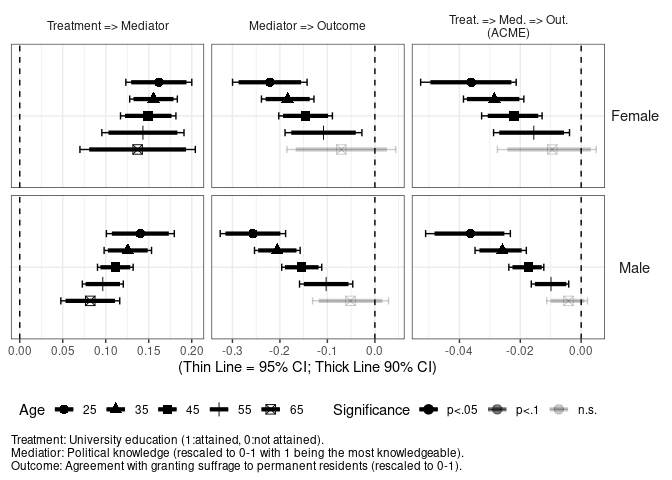 Treatment => Mediator
Mediator => Outcome
Treat. => Med. => Out.
(ACME)
Female
Male
0.00 0.05 0.10 0.15 0.20
-0.3 -0.2 -0.1 0.0
-0.04 -0.02 0.00
(Thin Line = 95% CI; Thick Line 90% CI)
Age 25 35 45 55 65 Significance p<.05 p<.1 n.s.
Treatment: University education (1:attained, 0:not attained).
Mediatior: Political knowledge (rescaled to 0-1 with 1 being the most knowledgeable).
Outcome: Agreement with granting suffrage to permanent residents (rescaled to 0-1).